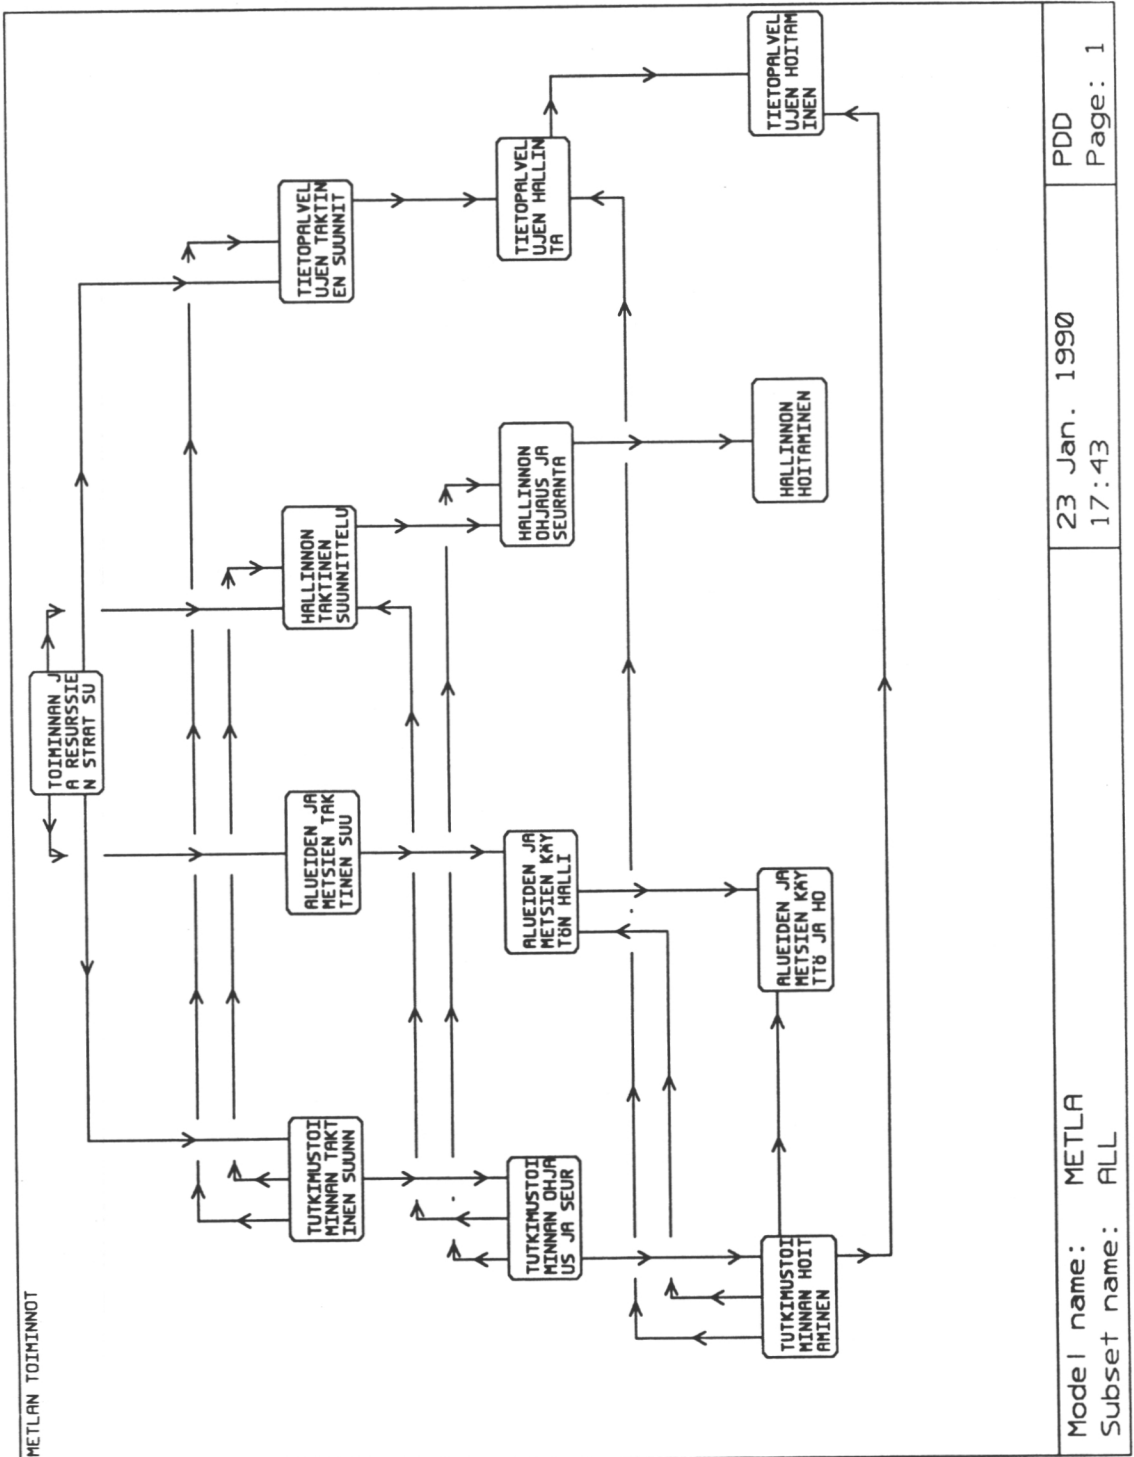 METLAN TOIMINNOT
TOIMINNAN J
A RESURSSIE
N STRAT SU
TUTKIMUSTOI
MINNAN TAKT
INEN SUUNN
ALUEIDEN JA
METSIEN TAK
TINEN SUU
HALLINNON
TAKTINEN
SUUNNITTELU
TIETOPALVEL
UJEN TAKTIN
EN SUUNNIT
TUTKIMUSTOI
MINNAN OHJA
US JA SEUR
ALUEIDEN JA
METSIEN KÄY
TÖN HALLI
HALLINNON
OHJAUS JA
SEURANTA
TIETOPALVEL
UJEN HALLIN
TA
TUTKIMUSTOI
MINNAN HOIT
AMINEN
ALUEIDEN JA
METSIEN KÄY
TTÖ JA HO
HALLINNON
HOITAMINEN
TIETOPALVEL
UJEN HOITAM
INEN
Model name: METLA
Subset name: ALL
23 Jan. 1990
17:43
PDD
Page: 1